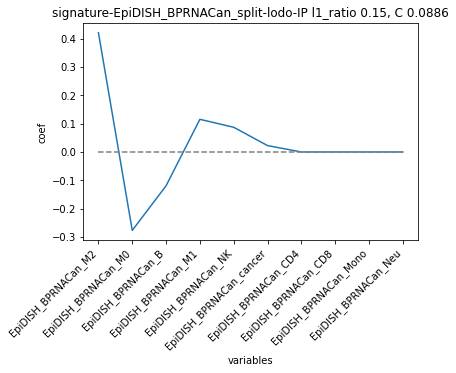 signature-EpiDISH_BPRNACan_split-lodo-IP l1_ratio 0.15, C 0.0886
0.4
0.3
0.2
0.1
0.0
−0.1
−0.2
−0.3
coef
EpiDISH_BPRNACan_M2
EpiDISH_BPRNACan_M0
EpiDISH_BPRNACan_B
EpiDISH_BPRNACan_M1
EpiDISH_BPRNACan_NK
EpiDISH_BPRNACan_cancer
EpiDISH_BPRNACan_CD4
EpiDISH_BPRNACan_CD8
EpiDISH_BPRNACan_Mono
EpiDISH_BPRNACan_Neu
variables